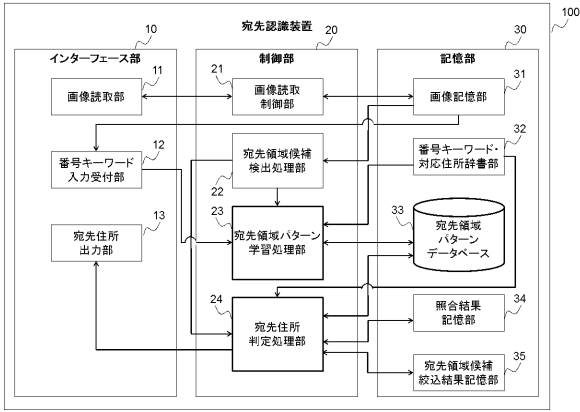 宛先認識装置
100
10
インターフェース部
11
画像読取部
12
番号キーワード
入力受付部
13
宛先住所
出力部
20
制御部
21
画像読取
制御部
宛先領域候補
検出処理部
22
23
宛先領域パターン
学習処理部
24
宛先住所
判定処理部
30
記憶部
31
画像記憶部
32
番号キーワード・
対応住所辞書部
33
宛先領域
パターン
データベース
34
照合結果
記憶部
35
宛先領域候補
絞込結果記憶部